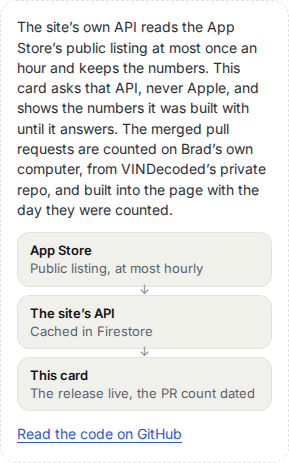 The site’s own API reads the App
Store’s public listing at most once an
hour and keeps the numbers. This
card asks that API, never Apple, and
shows the numbers it was built with
until it answers. The merged pull
requests are counted on Brad’s own
computer, from VINDecoded’s private
repo, and built into the page with the
day they were counted.
App Store
Public listing, at most hourly
↓
The site’s API
Cached in Firestore
↓
This card
The release live, the PR count dated
Read the code on GitHub